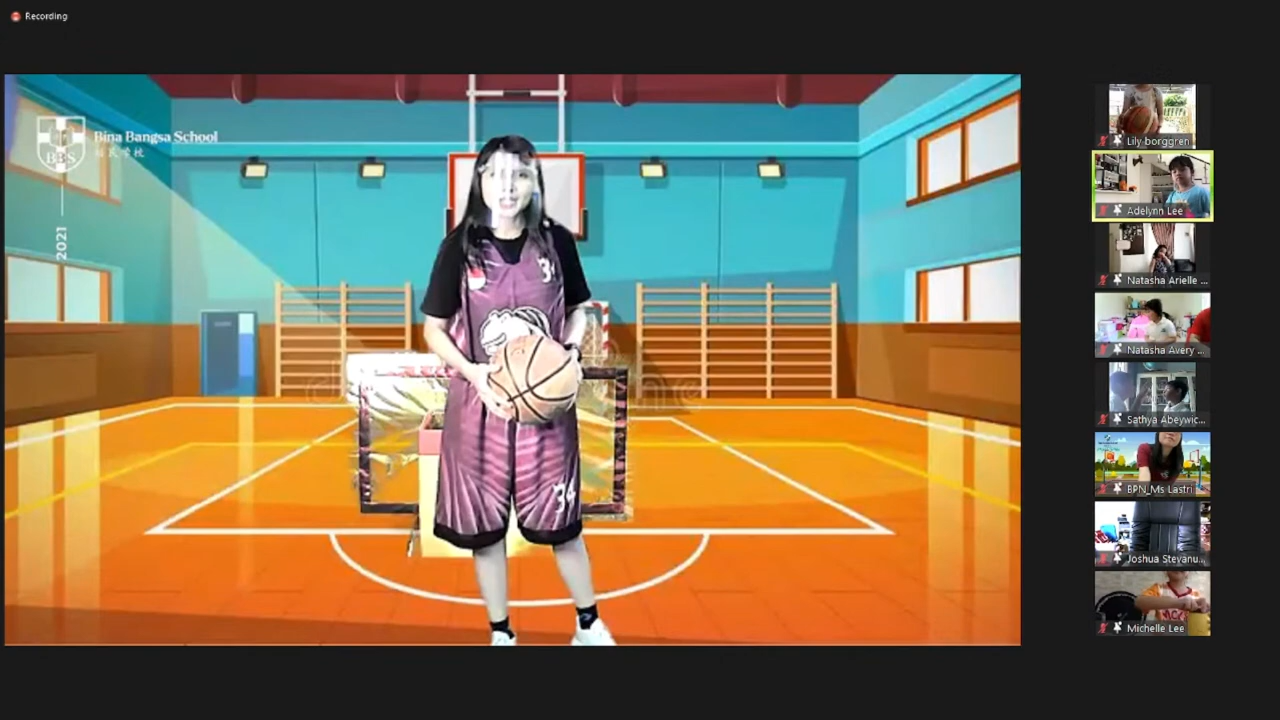 Recording
Bina Bangsa School
BBS
2021
34
34
Lily borggren
Adelynn Lee
Natasha Arielle ...
Natasha Avery ...
Sathya Abeywic...
BPN_Ms Lastri
Joshua Stevanu...
Michelle Lee